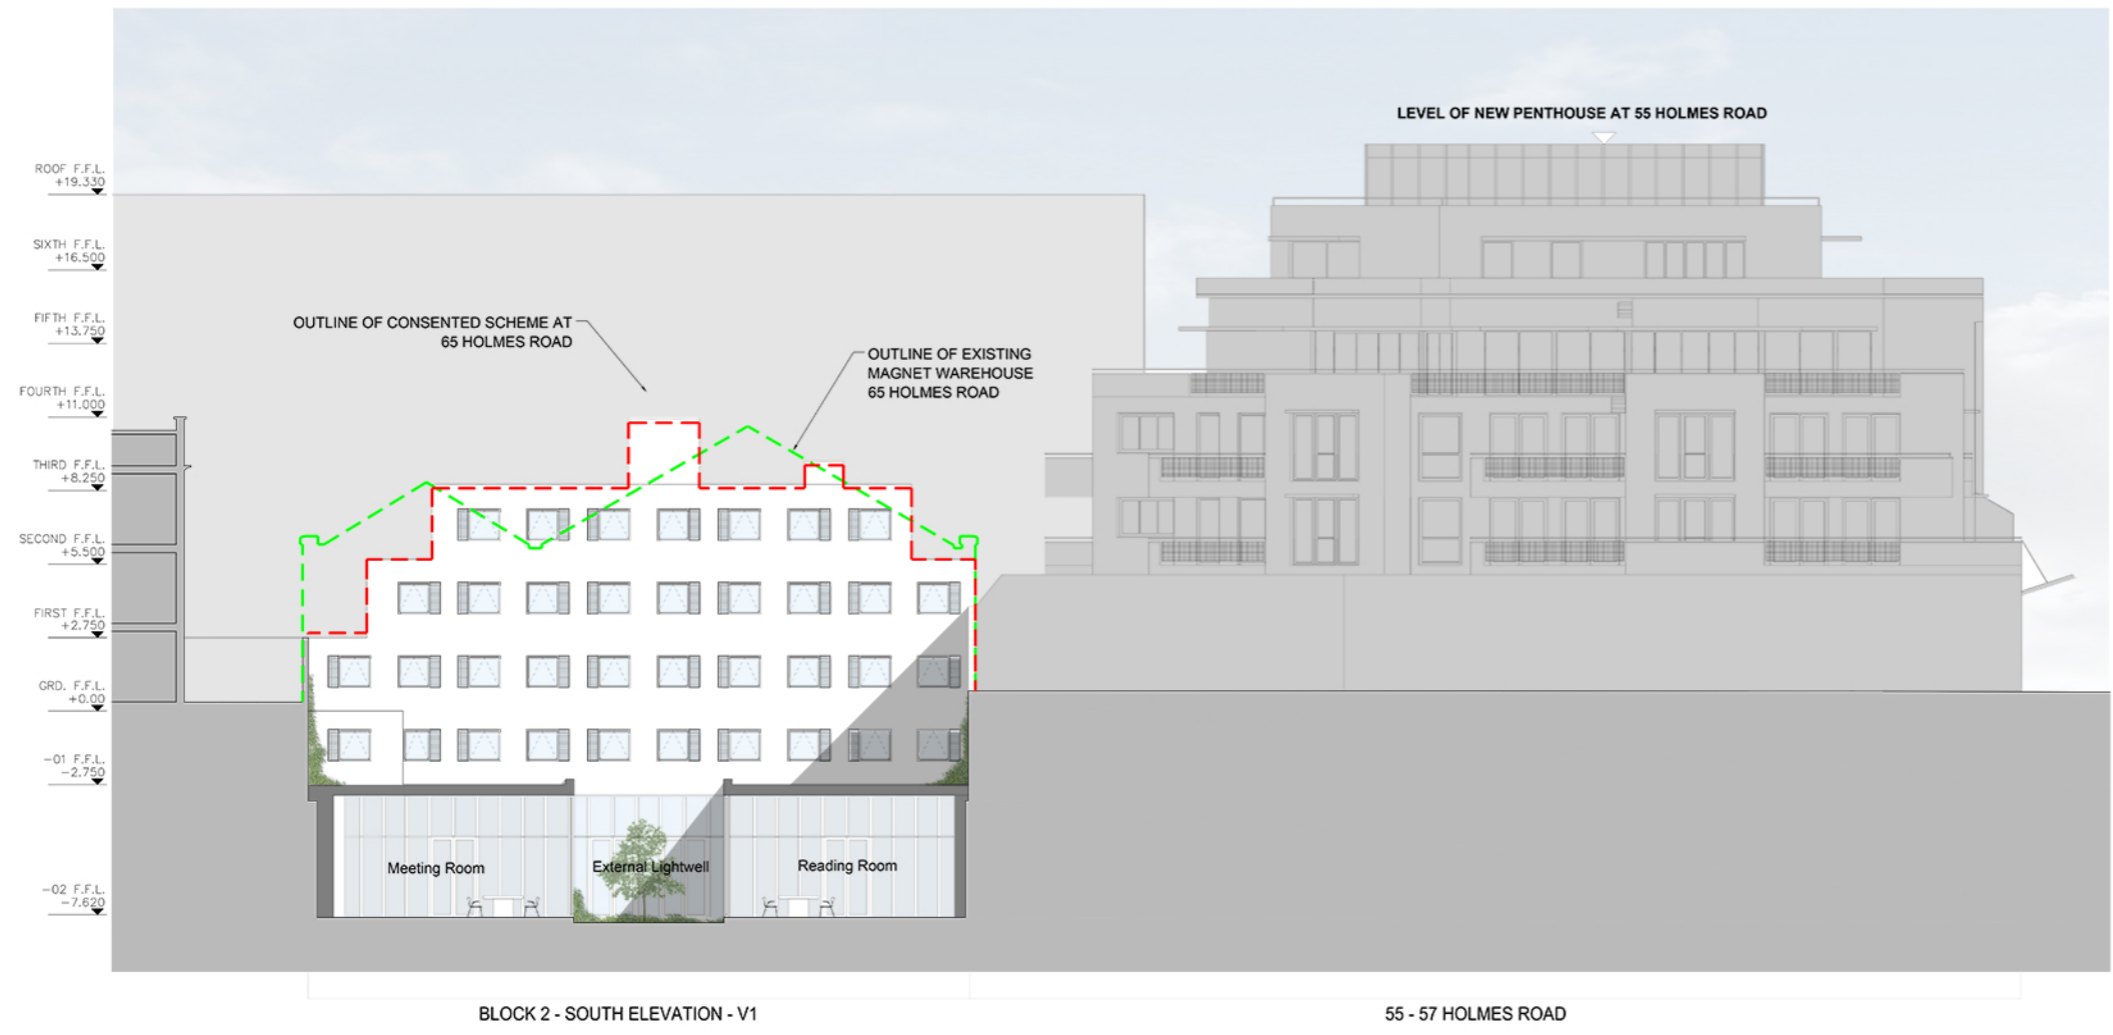 LEVEL OF NEW PENTHOUSE AT 55 HOLMES ROAD
ROOF F.F.L.
+19.330
SIXTH F.F.L.
+16.500
FIFTH F.F.L.
+13.750
FOURTH F.F.L.
+11.000
THIRD F.F.L.
+8.250
SECOND F.F.L.
+5.500
FIRST F.F.L.
+2.750
GRD. F.F.L.
+0.00
-01 F.F.L.
-2.750
-02 F.F.L.
-7.620
OUTLINE OF CONSENTED SCHEME AT
65 HOLMES ROAD
OUTLINE OF EXISTING
MAGNET WAREHOUSE
65 HOLMES ROAD
Meeting Room
External Lightwell
Reading Room
BLOCK 2 - SOUTH ELEVATION - V1
55 - 57 HOLMES ROAD